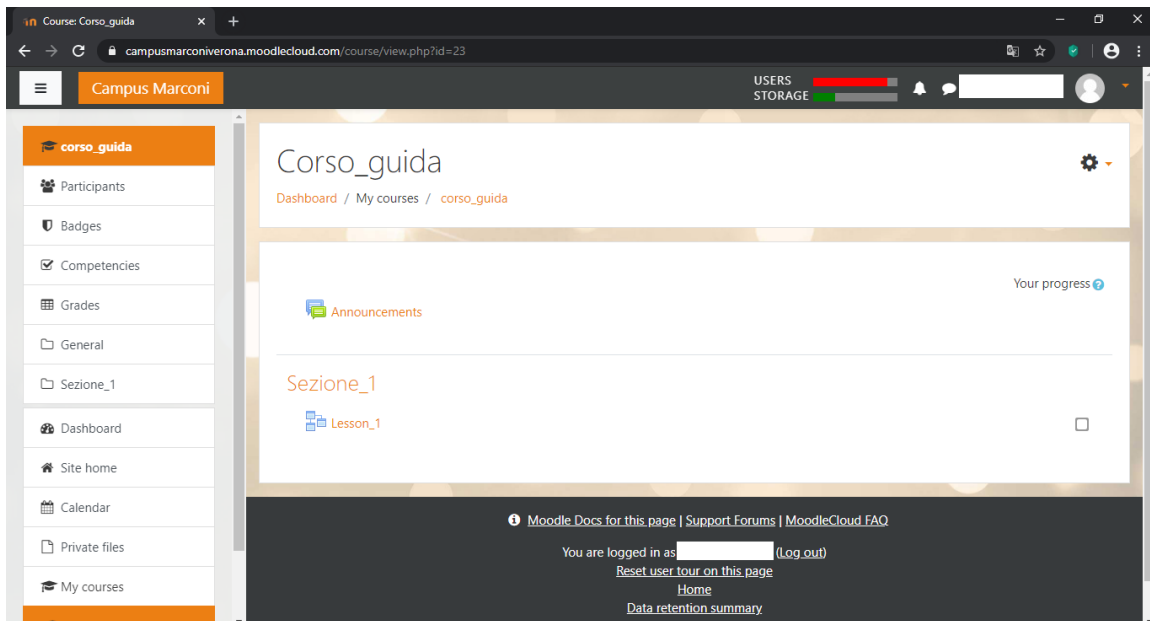 Course: Corso_guida
campusmarconiverona.moodlecloud.com/course/view.php?id=23
Campus Marconi
USERS
STORAGE
corso_guida
Participants
Badges
Competencies
Grades
General
Sezione_1
Dashboard
Site home
Calendar
Private files
My courses
Corso_guida
Dashboard / My courses / corso_guida
Your progress
Announcements
Sezione_1
Lesson_1
Moodle Docs for this page | Support Forums | MoodleCloud FAQ
You are logged in as (Log out)
Reset user tour on this page
Home
Data retention summary